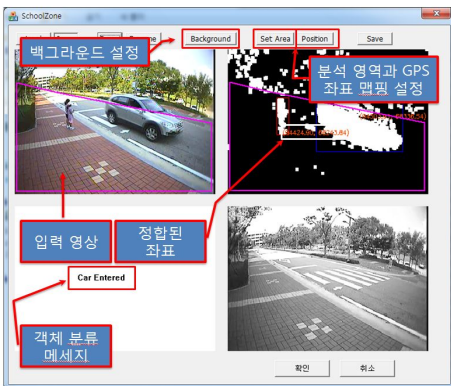 SchoolZone
Background
Set Area
Position
Save
백그라운드 설정
분석 영역과 GPS
좌표 맵핑 설정
입력 영상
정합된
좌표
Car Entered
객체 분류
메세지
확인
취소